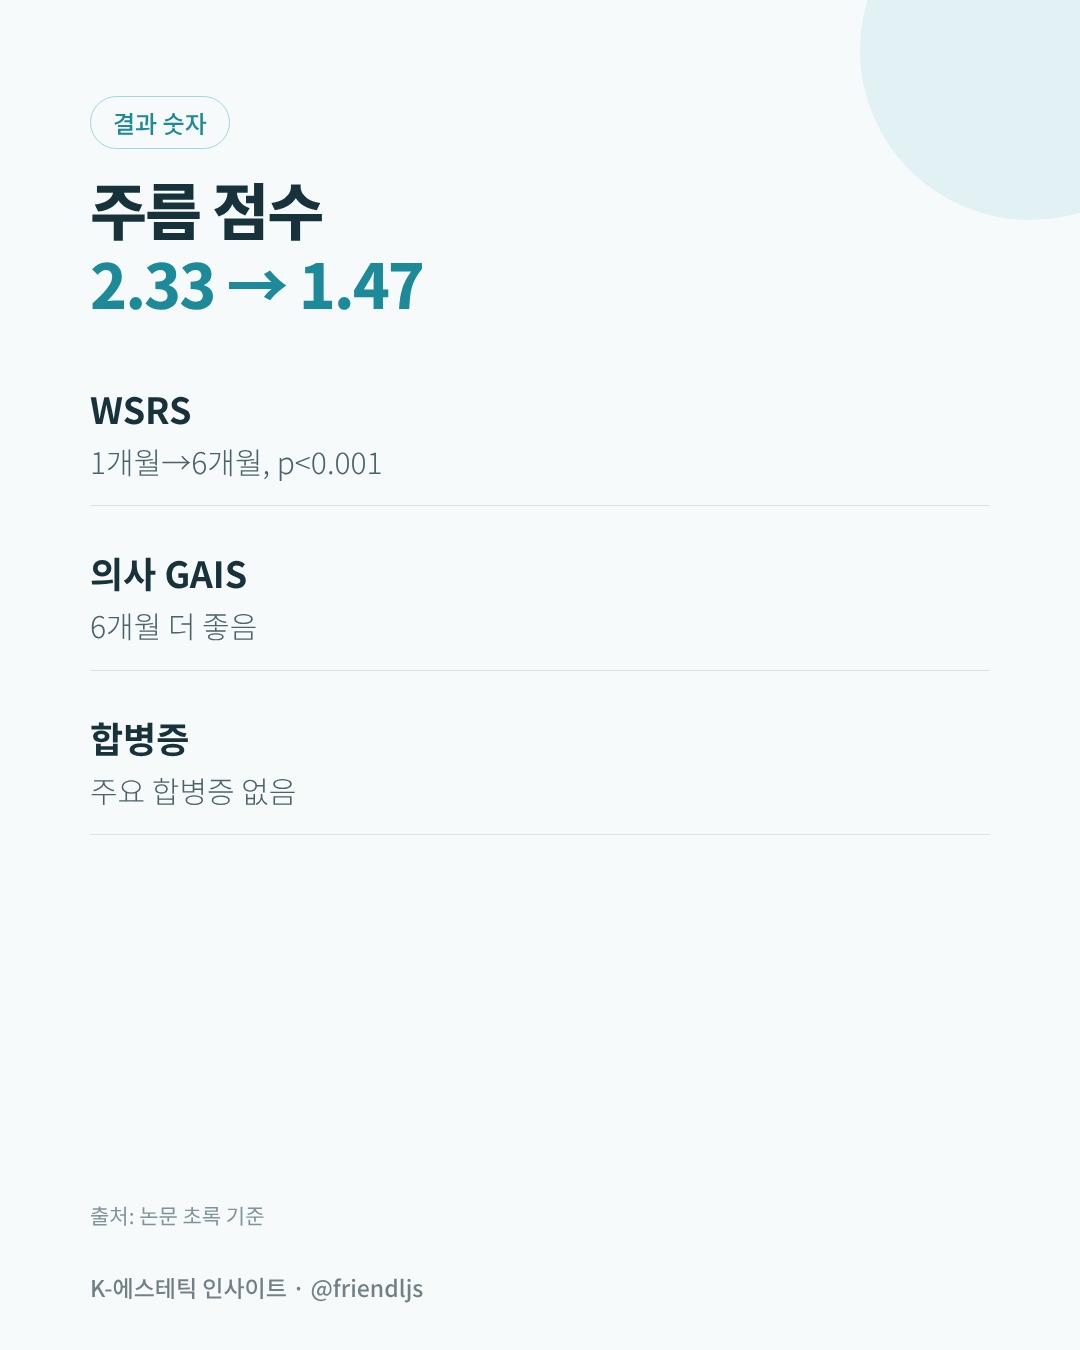 결과 숫자
주름 점수
2.33 → 1.47
WSRS
1개월→6개월, p<0.001
의사 GAIS
6개월 더 좋음
합병증
주요 합병증 없음
출처: 논문 초록 기준
K-에스테틱 인사이트 · @friendljs